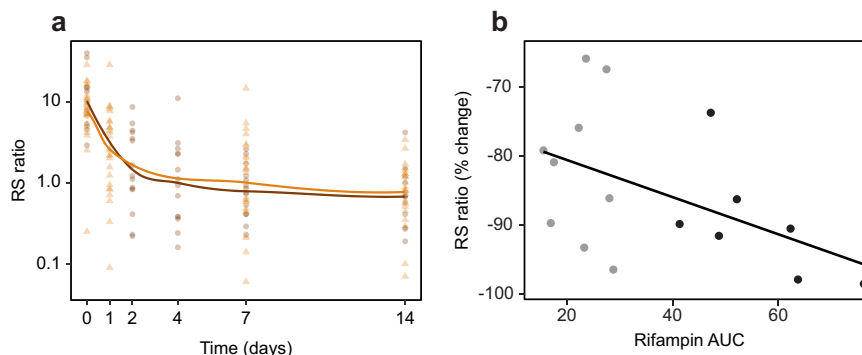 a
RS ratio
10
1.0
0.1
0 1 2 4 7 14
Time (days)
b
RS ratio (% change)
-70
-80
-90
-100
20 40 60
Rifampin AUC